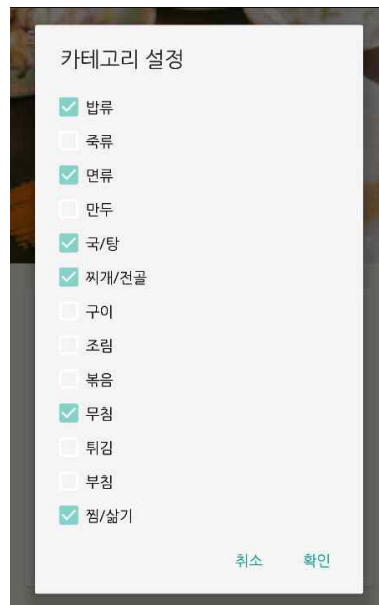 카테고리 설정
밥류
죽류
면류
만두
국/탕
찌개/전골
구이
조림
볶음
무침
튀김
부침
찜/삶기
취소 확인